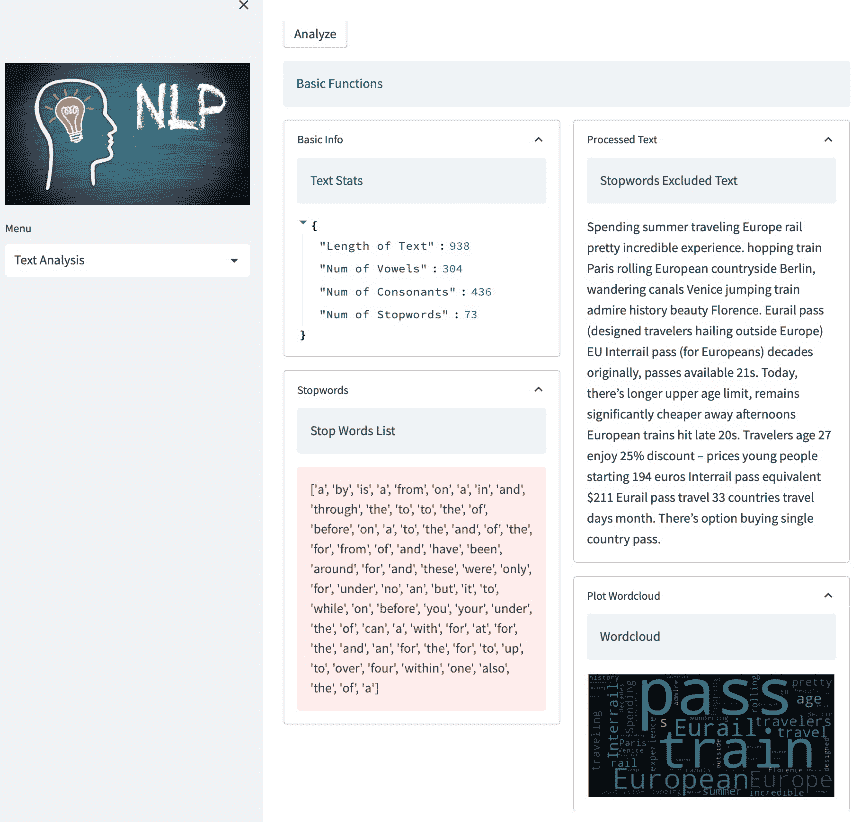 ×
NLP
Menu
Text Analysis
Analyze
Basic Functions
Basic Info
Text Stats
{
"Length of Text" : 938
"Num of Vowels" : 304
"Num of Consonants" : 436
"Num of Stopwords" : 73
}
Stopwords
Stop Words List
['a', 'by', 'is', 'a', 'from', 'on', 'a', 'in', 'and',
'through', 'the', 'to', 'to', 'the', 'of',
'before', 'on', 'a', 'to', 'the', 'and', 'of', 'the',
'for', 'from', 'of', 'and', 'have', 'been',
'around', 'for', 'and', 'these', 'were', 'only',
'for', 'under', 'no', 'an', 'but', 'it', 'to',
'while', 'on', 'before', 'you', 'your', 'under',
'the', 'of', 'can', 'a', 'with', 'for', 'at', 'for',
'the', 'and', 'an', 'for', 'the', 'for', 'to', 'up',
'to', 'over', 'four', 'within', 'one', 'also',
'the', 'of', 'a']
Processed Text
Stopwords Excluded Text
Spending summer traveling Europe rail
pretty incredible experience. hopping train
Paris rolling European countryside Berlin,
wandering canals Venice jumping train
admire history beauty Florence. Eurail pass
(designed travelers hailing outside Europe)
EU Interrail pass (for Europeans) decades
originally, passes available 21s. Today,
there's longer upper age limit, remains
significantly cheaper away afternoons
European trains hit late 20s. Travelers age 27
enjoy 25% discount – prices young people
starting 194 euros Interrail pass equivalent
$211 Eurail pass travel 33 countries travel
days month. There's option buying single
country pass.
Plot Wordcloud
Wordcloud
history
pass
pretty
rolling
admire
age
traveling
Interrail
Spending
s
Eurail
travelers
travel
Paris
Venice
experience
train
rail
outside
Florence
designed
European
Europe
summer
incredible